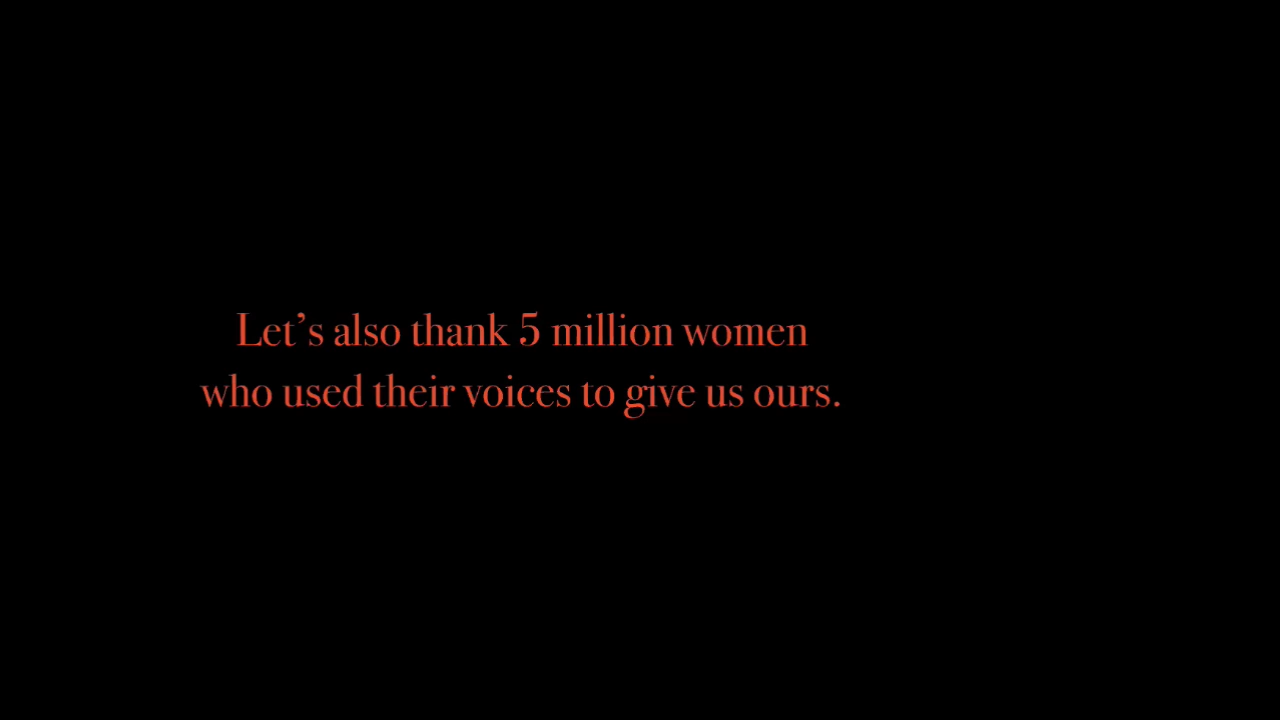 Let’s also thank 5 million women
who used their voices to give us ours.